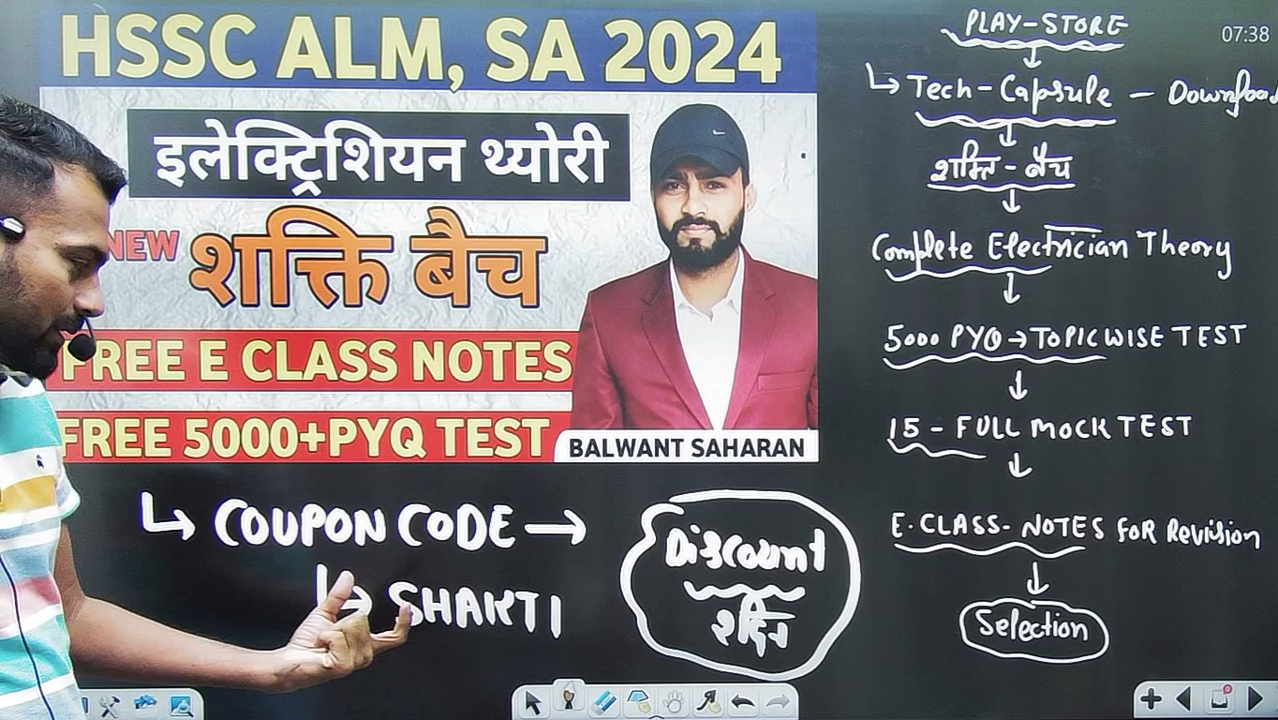 HSSC ALM, SA 2024
इलेक्ट्रिशियन थ्योरी
NEW शक्ति बैच
FREE E CLASS NOTES
FREE 5000+PYQ TEST
BALWANT SAHARAN
↳ COUPON CODE →
↳ SHAKTI
Discount
शक्ति
07:38
PLAY-STORE
↓
↳ Tech-Capsule - Download
↓
शक्ति-बैच
↓
Complete Electrician Theory
↓
5000 PYQ→TOPICWISE TEST
↓
15 - FULL MOCK TEST
↓
E.CLASS-NOTES FOR Revision
↓
Selection